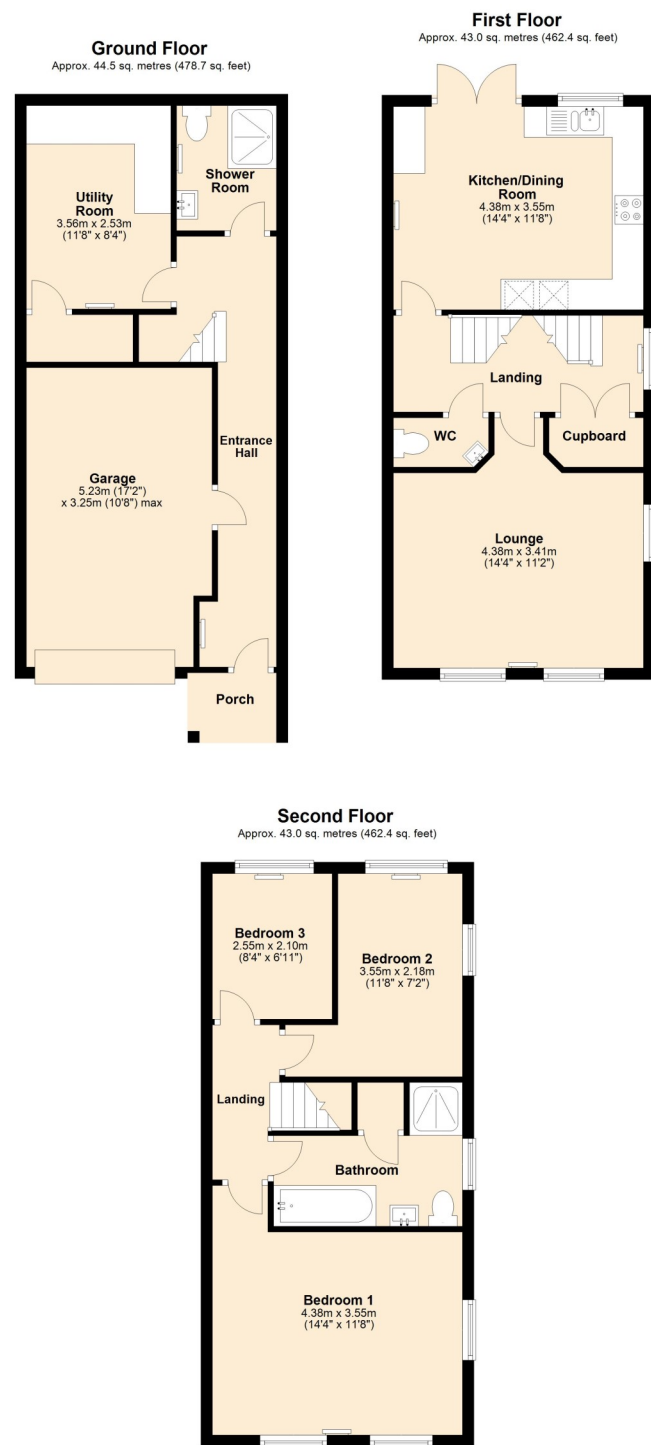 Ground Floor
Approx. 44.5 sq. metres (478.7 sq. feet)
Utility
Room
3.56m x 2.53m
(11'8" x 8'4")
Shower
Room
Entrance
Hall
Garage
5.23m (17'2")
x 3.25m (10'8") max
Porch
First Floor
Approx. 43.0 sq. metres (462.4 sq. feet)
Kitchen/Dining
Room
4.38m x 3.55m
(14'4" x 11'8")
Landing
WC
Cupboard
Lounge
4.38m x 3.41m
(14'4" x 11'2")
Second Floor
Approx. 43.0 sq. metres (462.4 sq. feet)
Bedroom 3
2.55m x 2.10m
(8'4" x 6'11")
Bedroom 2
3.55m x 2.18m
(11'8" x 7'2")
Landing
Bathroom
Bedroom 1
4.38m x 3.55m
(14'4" x 11'8")